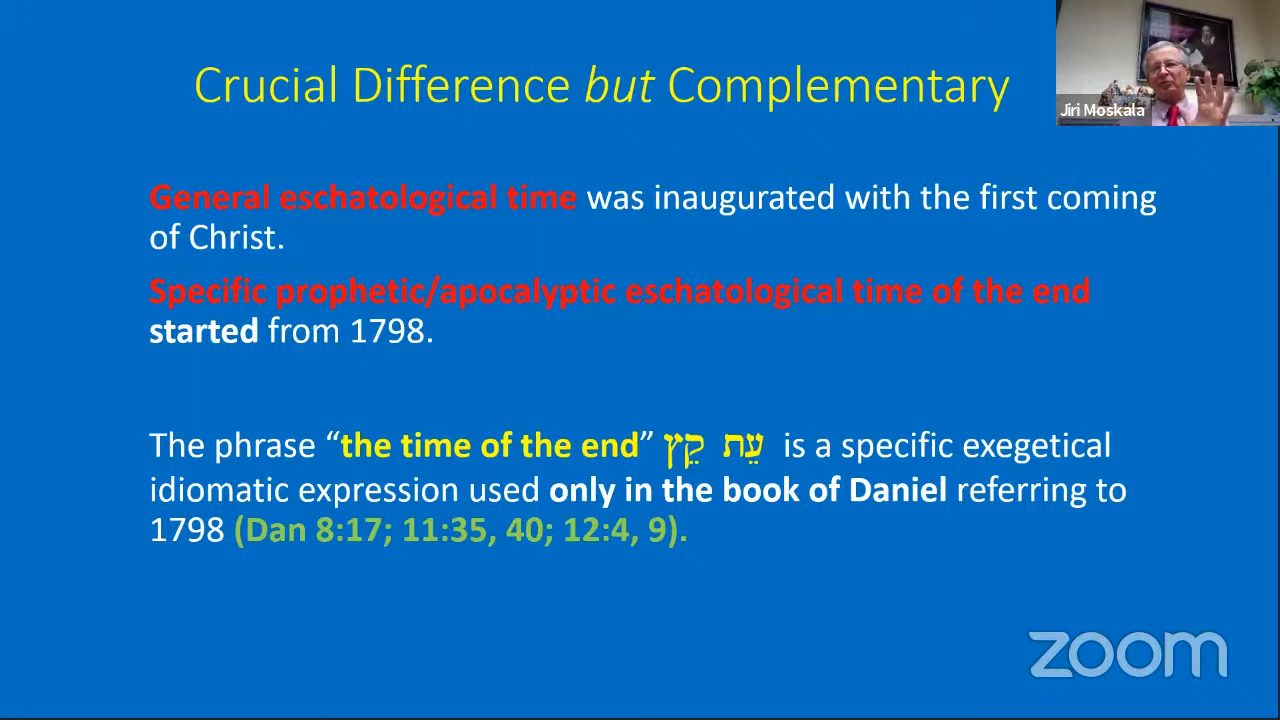 Crucial Difference but Complementary
Jiri Moskala
General eschatological time was inaugurated with the first coming
of Christ.
Specific prophetic/apocalyptic eschatological time of the end
started from 1798.
The phrase “the time of the end” עֵת קֵץ is a specific exegetical
idiomatic expression used only in the book of Daniel referring to
1798 (Dan 8:17; 11:35, 40; 12:4, 9).
zoom